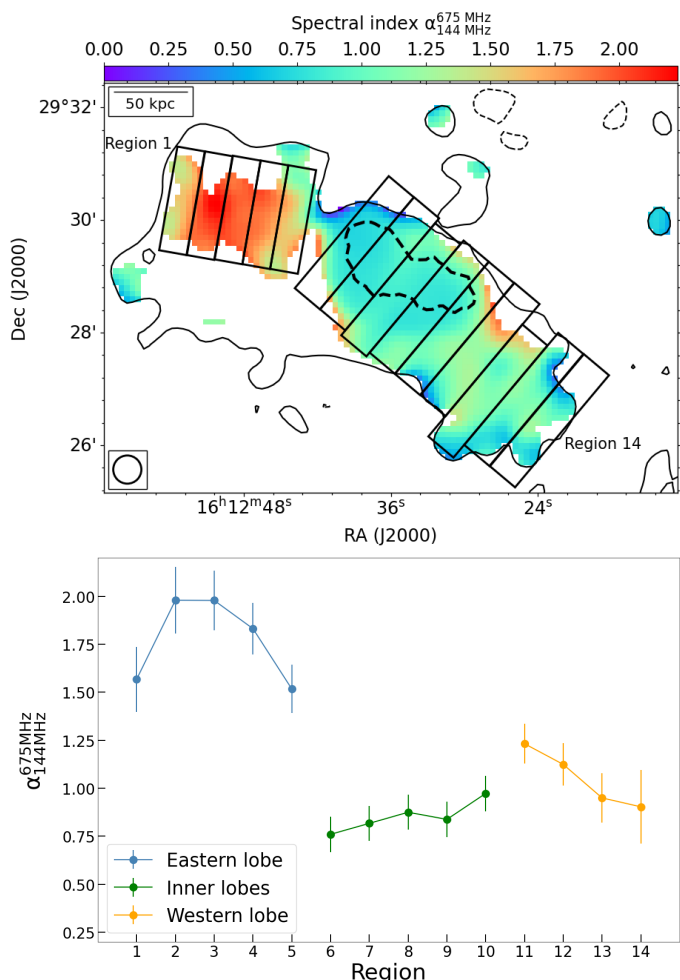 Spectral index α 675 MHz 144 MHz
0.00 0.25 0.50 0.75 1.00 1.25 1.50 1.75 2.00
50 kpc
29°32'
Region 1
30'
Dec (J2000)
28'
26'
Region 14
16h12m48s 36s 24s
RA (J2000)
2.00
1.75
1.50
1.25
α 675MHz 144MHz
1.00
0.75
0.50
0.25
Eastern lobe
Inner lobes
Western lobe
1 2 3 4 5 6 7 8 9 10 11 12 13 14
Region